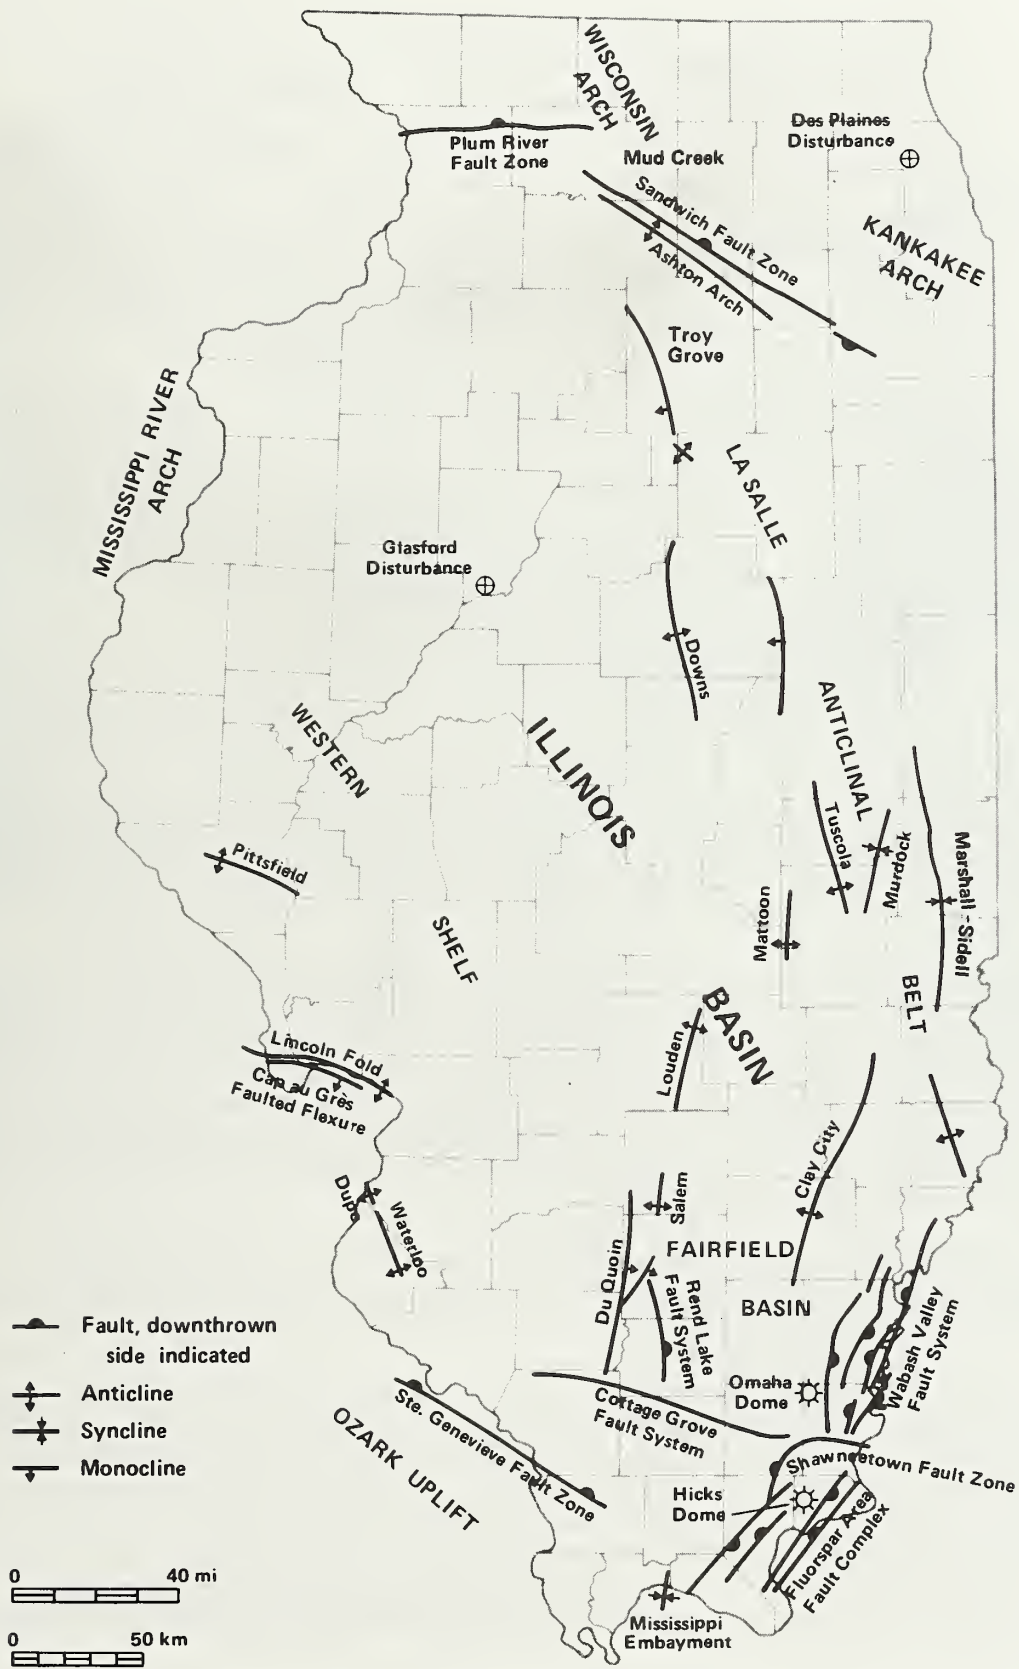 WISCONSIN
ARCH
Des Plaines
Disturbance
Plum River
Fault Zone
Mud Creek
Sandwich Fault Zone
Ashton Arch
KANKAKEE
ARCH
Troy
Grove
MISSISSIPPI RIVER
ARCH
LA SALLE
Glasford
Disturbance
Downs
ANTICLINAL
WESTERN
ILLINOIS
Tuscola
Murdock
Marshall - Sidell
Pittsfield
Mattoon
SHELF
BELT
BASIN
Louden
Lincoln Fold
Cap au Grès
Faulted Flexure
Clay City
Dupo
Waterloo
Salem
FAIRFIELD
BASIN
Du Quoin
Rend Lake
Fault System
Wabash Valley
Fault System
Fault, downthrown
side indicated
Anticline
Syncline
Monocline
Omaha
Dome
Cottage Grove
Fault System
Ste. Genevieve Fault Zone
OZARK UPLIFT
Shawneetown Fault Zone
Hicks
Dome
Fluorspar Area
Fault Complex
Mississippi
Embayment
0 40 mi
0 50 km